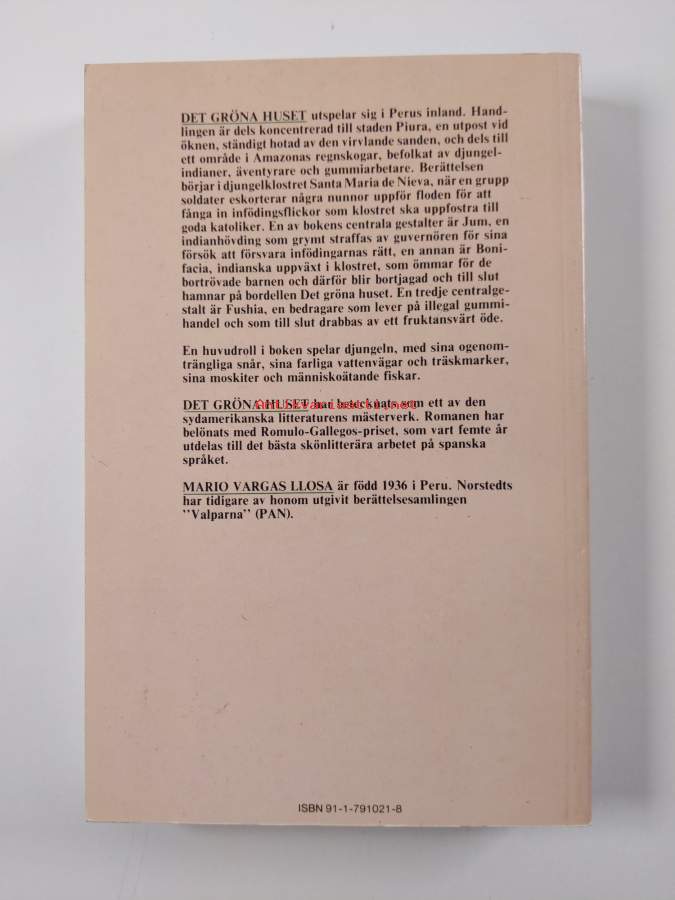 DET GRÖNA HUSET utspelar sig i Perus inland. Hand-
lingen är dels koncentrerad till staden Piura, en utpost vid
öknen, ständigt hotad av den virvlande sanden, och dels till
ett område i Amazonas regnskogar, befolkat av djungel-
indianer, äventyrare och gummiarbetare. Berättelsen
börjar i djungelklostret Santa Maria de Nieva, när en grupp
soldater eskorterar några nunnor uppför floden för att
fånga in infödingsflickor som klostret ska uppfostra till
goda katoliker. En av bokens centrala gestalter är Jum, en
indianhövding som grymt straffas av guvernören för sina
försök att försvara infödingarnas rätt, en annan är Boni-
facia, indianska uppväxt i klostret, som ömmar för de
bortrövade barnen och därför blir bortjagad och till slut
hamnar på bordellen Det gröna huset. En tredje centralge-
stalt är Fushia, en bedragare som lever på illegal gummi-
handel och som till slut drabbas av ett fruktansvärt öde.
En huvudroll i boken spelar djungeln, med sina ogenom-
trängliga snår, sina farliga vattenvägar och träskmarker,
sina moskiter och människoätande fiskar.
DET GRÖNA HUSET har betecknats som ett av den
sydamerikanska litteraturens mästerverk. Romanen har
belönats med Romulo-Gallegos-priset, som vart femte år
utdelas till det bästa skönlitterära arbetet på spanska
språket.
MARIO VARGAS LLOSA är född 1936 i Peru. Norstedts
har tidigare av honom utgivit berättelsesamlingen
"Valparna" (PAN).
ISBN 91-1-791021-8